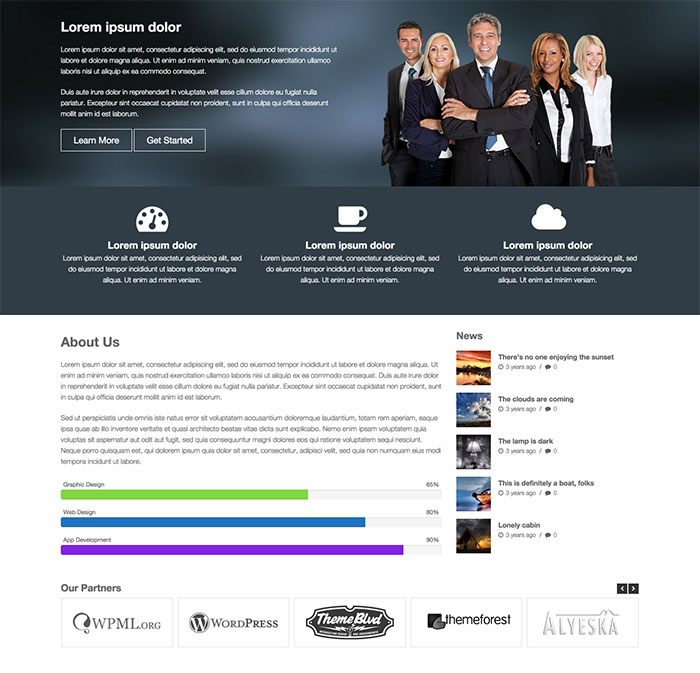 Lorem ipsum dolor
Lorem ipsum dolor sit amet, consectetur adipiscing elit, sed do eiusmod tempor incididunt ut labore et dolore magna aliqua. Ut enim ad minim veniam, quis nostrud exercitation ullamco laboris nisi ut aliquip ex ea commodo consequat.
Duis aute irure dolor in reprehenderit in voluptate velit esse cillum dolore eu fugiat nulla pariatur. Excepteur sint occaecat cupidatat non proident, sunt in culpa qui officia deserunt mollit anim id est laborum.
Learn More
Get Started
Lorem ipsum dolor
Lorem ipsum dolor sit amet, consectetur adipiscing elit, sed do eiusmod tempor incididunt ut labore et dolore magna aliqua. Ut enim ad minim veniam.
Lorem ipsum dolor
Lorem ipsum dolor sit amet, consectetur adipiscing elit, sed do eiusmod tempor incididunt ut labore et dolore magna aliqua. Ut enim ad minim veniam.
Lorem ipsum dolor
Lorem ipsum dolor sit amet, consectetur adipiscing elit, sed do eiusmod tempor incididunt ut labore et dolore magna aliqua. Ut enim ad minim veniam.
About Us
Lorem ipsum dolor sit amet, consectetur adipiscing elit, sed do eiusmod tempor incididunt ut labore et dolore magna aliqua. Ut enim ad minim veniam, quis nostrud exercitation ullamco laboris nisi ut aliquip ex ea commodo consequat. Duis aute irure dolor in reprehenderit in voluptate velit esse cillum dolore eu fugiat nulla pariatur. Excepteur sint occaecat cupidatat non proident, sunt in culpa qui officia deserunt mollit anim id est laborum.
Sed ut perspiciatis unde omnis iste natus error sit voluptatem accusantium doloremque laudantium, totam rem aperiam, eaque ipsa quae ab illo inventore veritatis et quasi architecto beatae vitae dicta sunt explicabo. Nemo enim ipsam voluptatem quia voluptas sit aspernatur aut odit aut fugit, sed quia consequuntur magni dolores eos qui ratione voluptatem sequi nesciunt. Neque porro quisquam est, qui dolorem ipsum quia dolor sit amet, consectetur, adipisci velit, sed quia non numquam eius modi tempora incidunt ut labore.
Graphic Design 65%
Web Design 80%
App Development 90%
News
There's no one enjoying the sunset
3 years ago / 0
The clouds are coming
3 years ago / 0
The lamp is dark
3 years ago / 0
This is definitely a boat, folks
3 years ago / 0
Lonely cabin
3 years ago / 0
Our Partners
WPML.ORG
WORDPRESS
ThemeBlvd
themeforest
ALYESKA